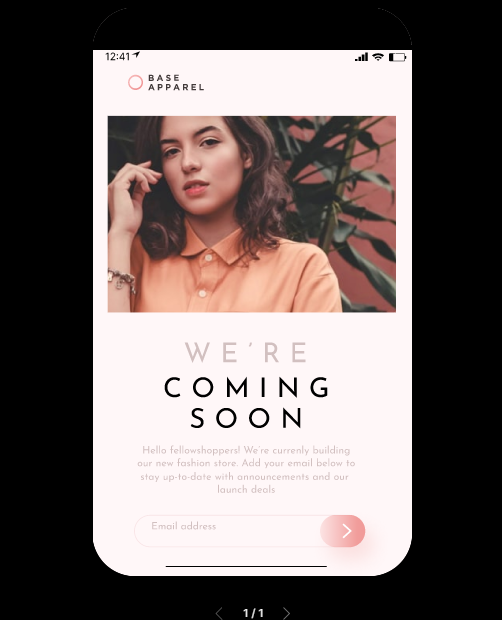 12:41
BASE
APPAREL
WE'RE
COMING
SOON
Hello fellowshoppers! We're currenly building
our new fashion store. Add your email below to
stay up-to-date with announcements and our
launch deals
Email address
1/1